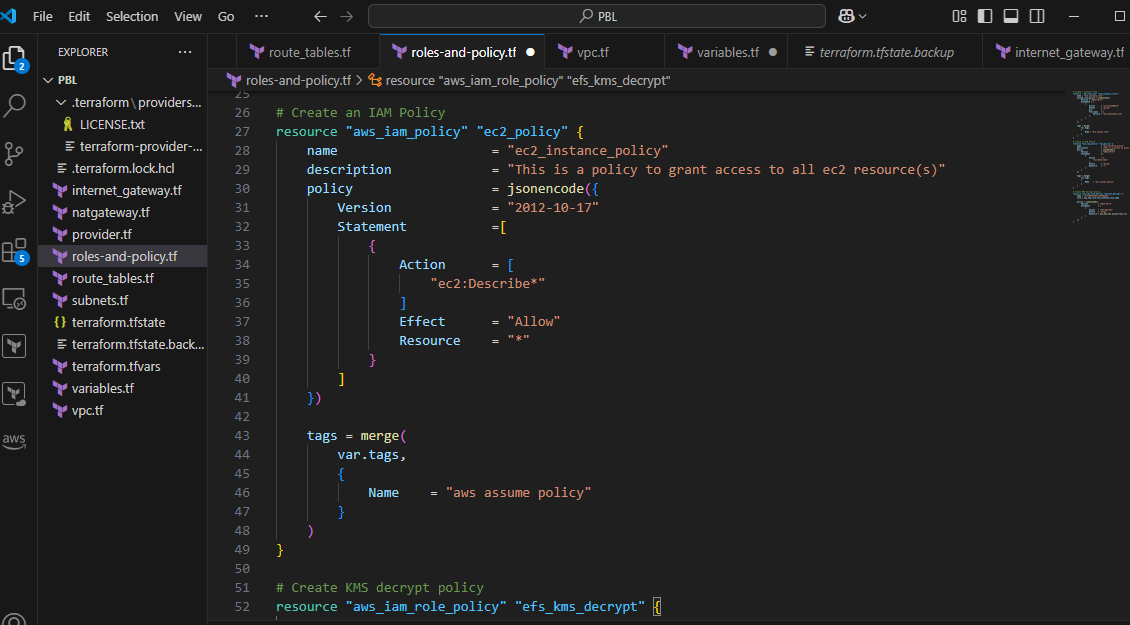 File Edit Selection View Go ··· PBL
EXPLORER ···
PBL
.terraform\providers...
LICENSE.txt
terraform-provider-...
.terraform.lock.hcl
internet_gateway.tf
natgateway.tf
provider.tf
roles-and-policy.tf
route_tables.tf
subnets.tf
{} terraform.tfstate
terraform.tfstate.back...
terraform.tfvars
variables.tf
vpc.tf
2
5
aws
route_tables.tf roles-and-policy.tf vpc.tf variables.tf terraform.tfstate.backup internet_gateway.tf
roles-and-policy.tf > resource "aws_iam_role_policy" "efs_kms_decrypt"
25
26 # Create an IAM Policy
27 resource "aws_iam_policy" "ec2_policy" {
28 name = "ec2_instance_policy"
29 description = "This is a policy to grant access to all ec2 resource(s)"
30 policy = jsonencode({
31 Version = "2012-10-17"
32 Statement =[
33 {
34 Action = [
35 "ec2:Describe*"
36 ]
37 Effect = "Allow"
38 Resource = "*"
39 }
40 ]
41 })
42
43 tags = merge(
44 var.tags,
45 {
46 Name = "aws assume policy"
47 }
48 )
49 }
50
51 # Create KMS decrypt policy
52 resource "aws_iam_role_policy" "efs_kms_decrypt" {